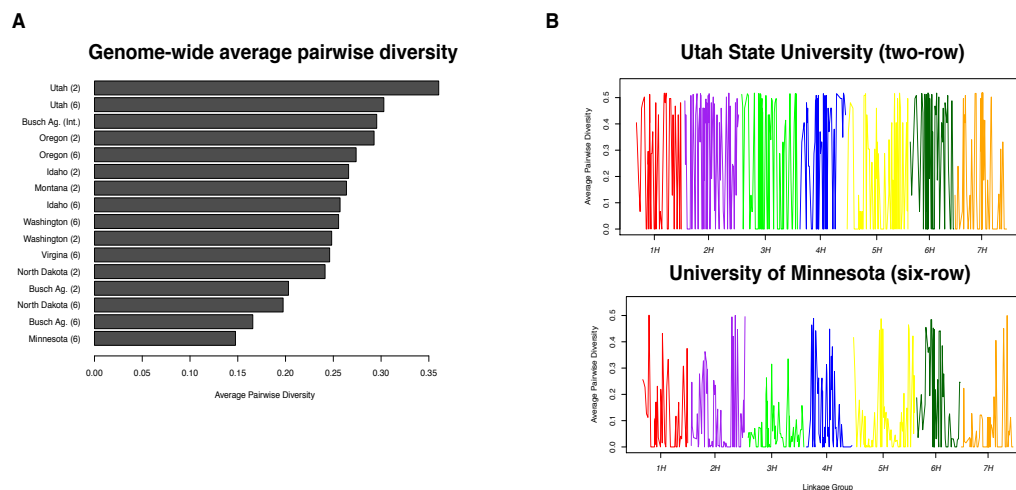 A
Genome-wide average pairwise diversity
Utah (2)
Utah (6)
Busch Ag. (Int.)
Oregon (2)
Oregon (6)
Idaho (2)
Montana (2)
Idaho (6)
Washington (6)
Washington (2)
Virgina (6)
North Dakota (2)
Busch Ag. (2)
North Dakota (6)
Busch Ag. (6)
Minnesota (6)
0.00 0.05 0.10 0.15 0.20 0.25 0.30 0.35
Average Pairwise Diversity
B
Utah State University (two-row)
Average Pairwise Diversity
0.5
0.4
0.3
0.2
0.1
0.0
1H 2H 3H 4H 5H 6H 7H
University of Minnesota (six-row)
Average Pairwise Diversity
0.5
0.4
0.3
0.2
0.1
0.0
1H 2H 3H 4H 5H 6H 7H
Linkage Group